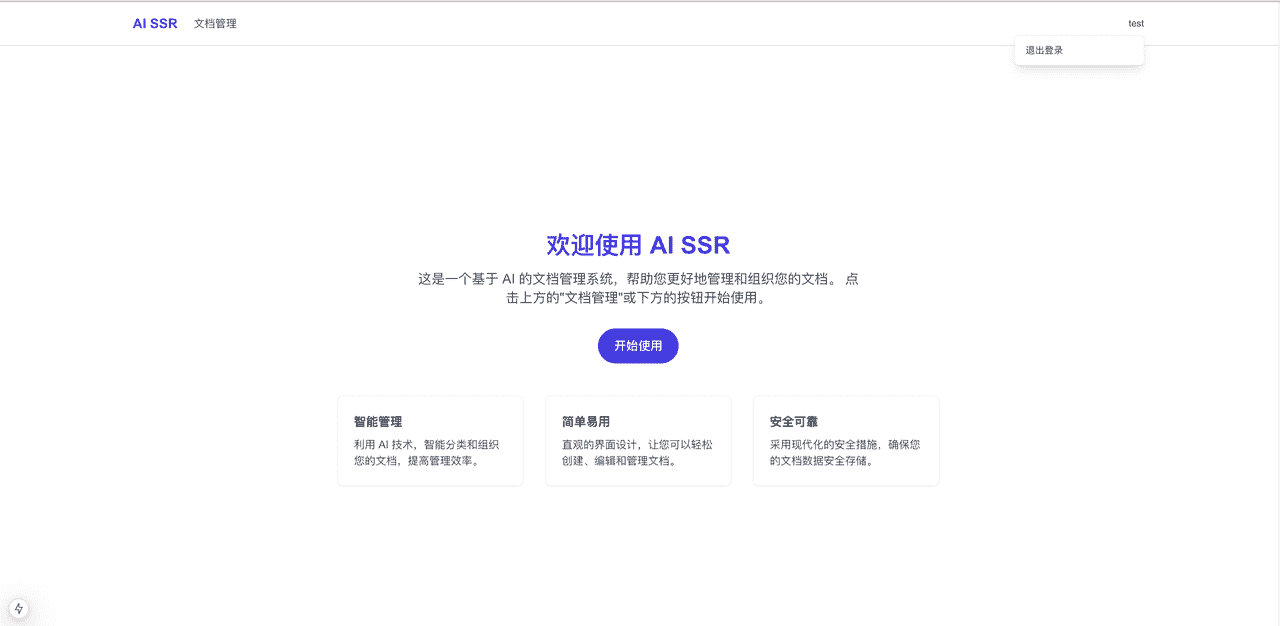 AI SSR 文档管理 test
退出登录
欢迎使用 AI SSR
这是一个基于 AI 的文档管理系统，帮助您更好地管理和组织您的文档。 点
击上方的"文档管理"或下方的按钮开始使用。
开始使用
智能管理
利用 AI 技术，智能分类和组织
您的文档，提高管理效率。
简单易用
直观的界面设计，让您可以轻松
创建、编辑和管理文档。
安全可靠
采用现代化的安全措施，确保您
的文档数据安全存储。